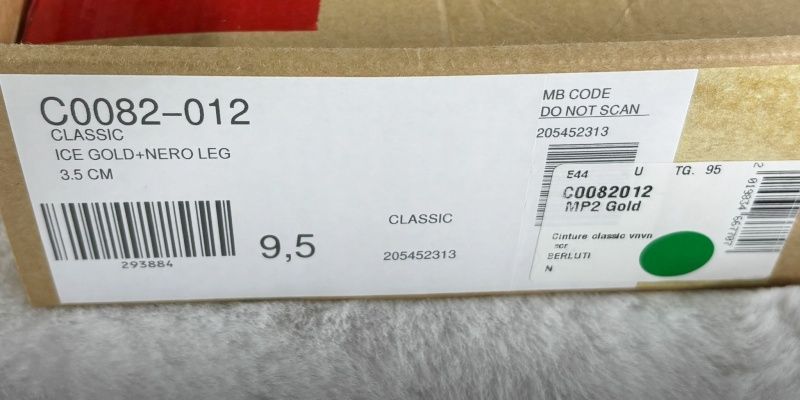 C0082-012
CLASSIC
ICE GOLD+NERO LEG
3.5 CM
293884
9,5
CLASSIC
205452313
MB CODE
DO NOT SCAN
205452313
E44 U TG. 95
C0082012
MP2 Gold
Cinture classic vnvn
BERLUTI
N